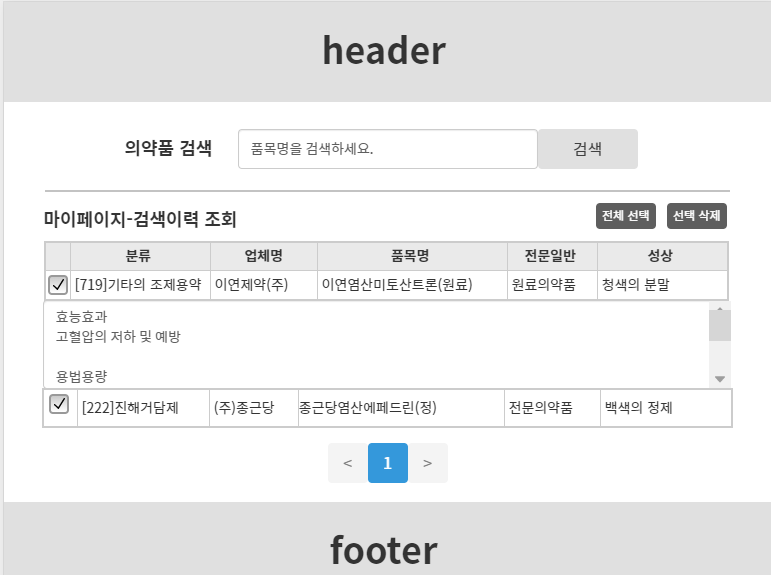 header
의약품 검색 품목명을 검색하세요. 검색
마이페이지-검색이력 조회 전체 선택 선택 삭제
분류 업체명 품목명 전문일반 성상
[719]기타의 조제용약 이연제약(주) 이연염산미토산트론(원료) 원료의약품 청색의 분말
효능효과
고혈압의 저하 및 예방
용법용량
[222]진해거담제 (주)종근당 종근당염산에페드린(정) 전문의약품 백색의 정제
< 1 >
footer